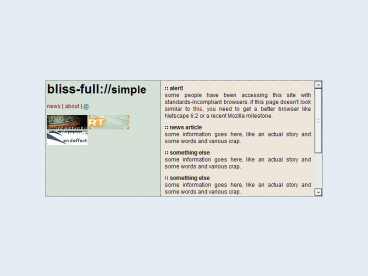 bliss-full://simple
news | about | @
RT
:: alert!
some people have been accessing this site with
standards-incompliant browsers. if this page doesn't look
similar to this, you need to get a better browser like
Netscape 6.2 or a recent Mozilla milestone.
:: news article
some information goes here, like an actual story and
some words and various crap.
:: something else
some information goes here, like an actual story and
some words and various crap.
:: something else
some information goes here, like an actual story and
some words and various crap.